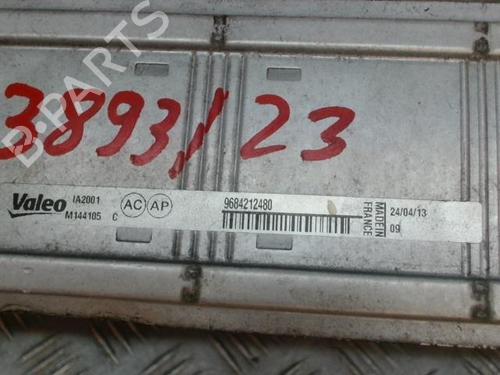 B-PARTS
3893/23
Valeo
IA2001
M144105 C
AC AP
9684212480
MADE IN
FRANCE
24/04/13
09